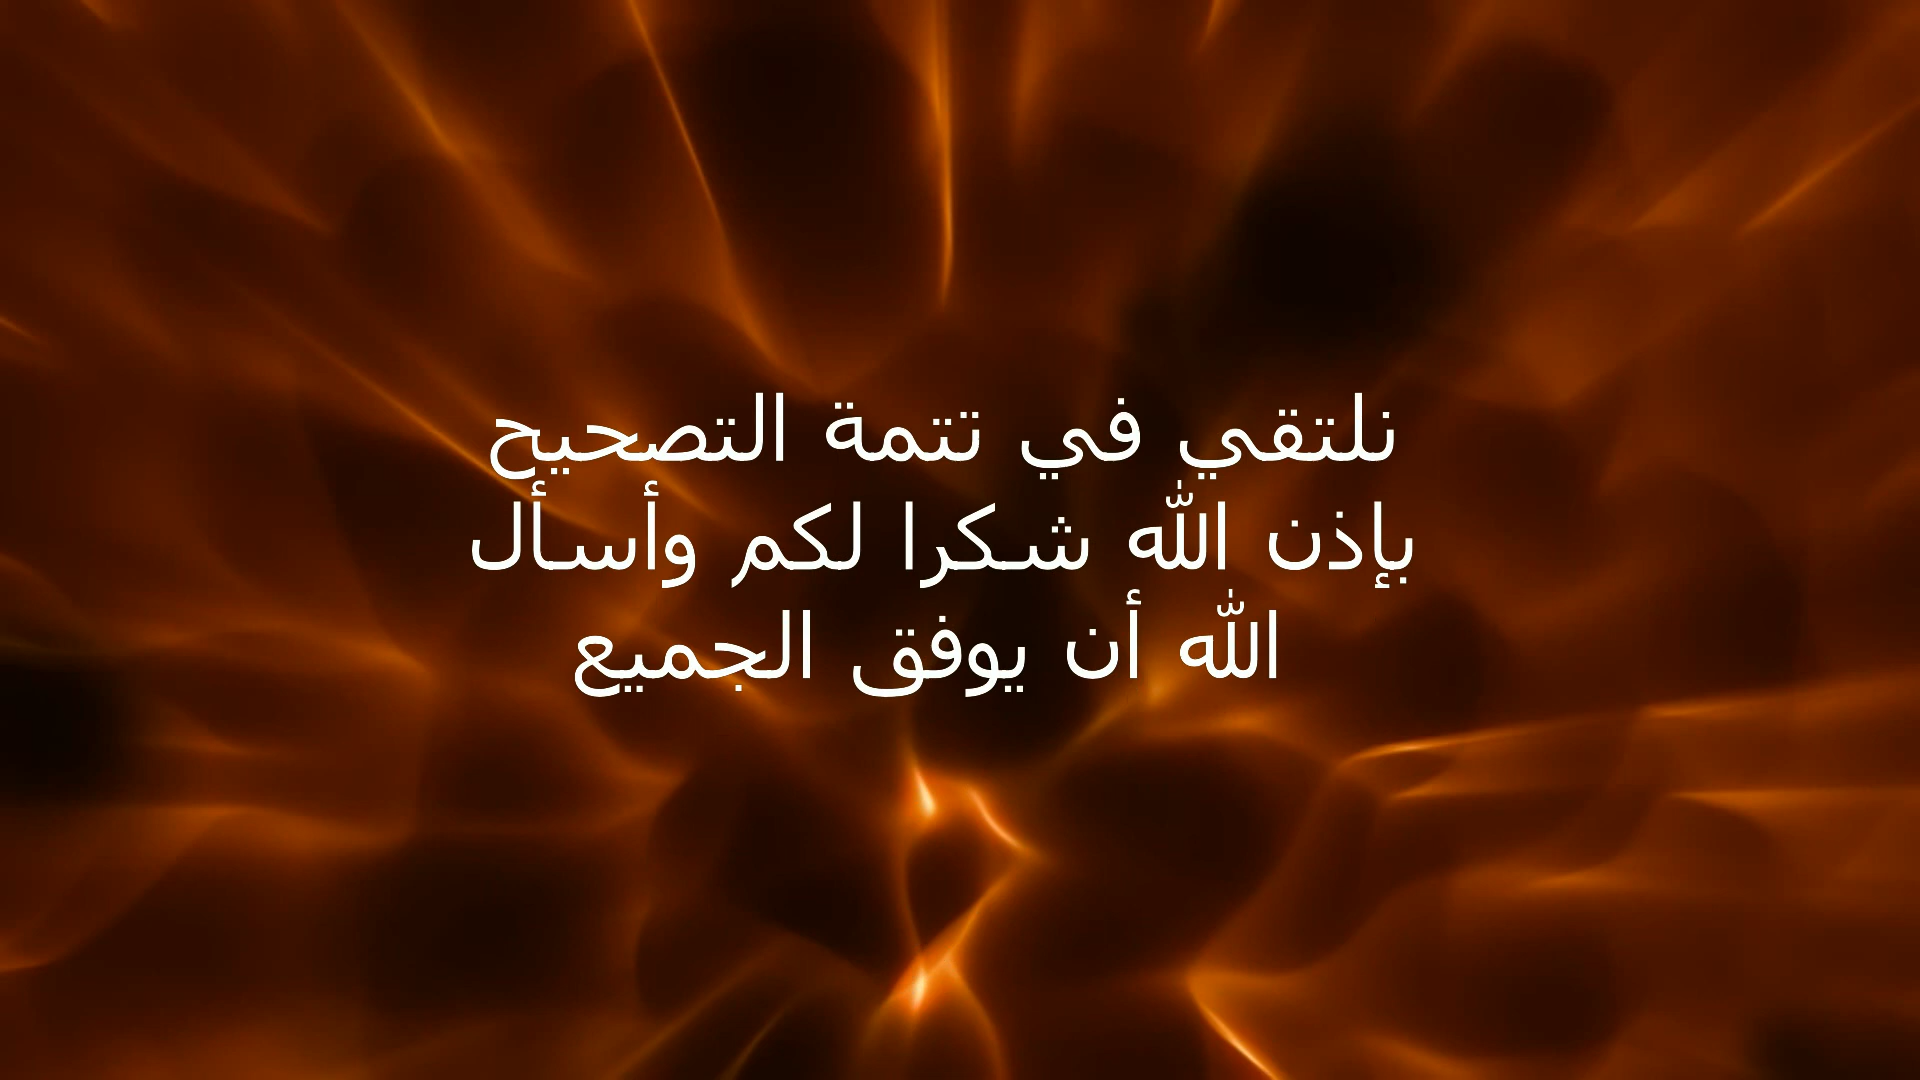 نلتقي في تتمة التصحيح
بإذن الله شكرا لكم وأسأل
الله أن يوفق الجميع